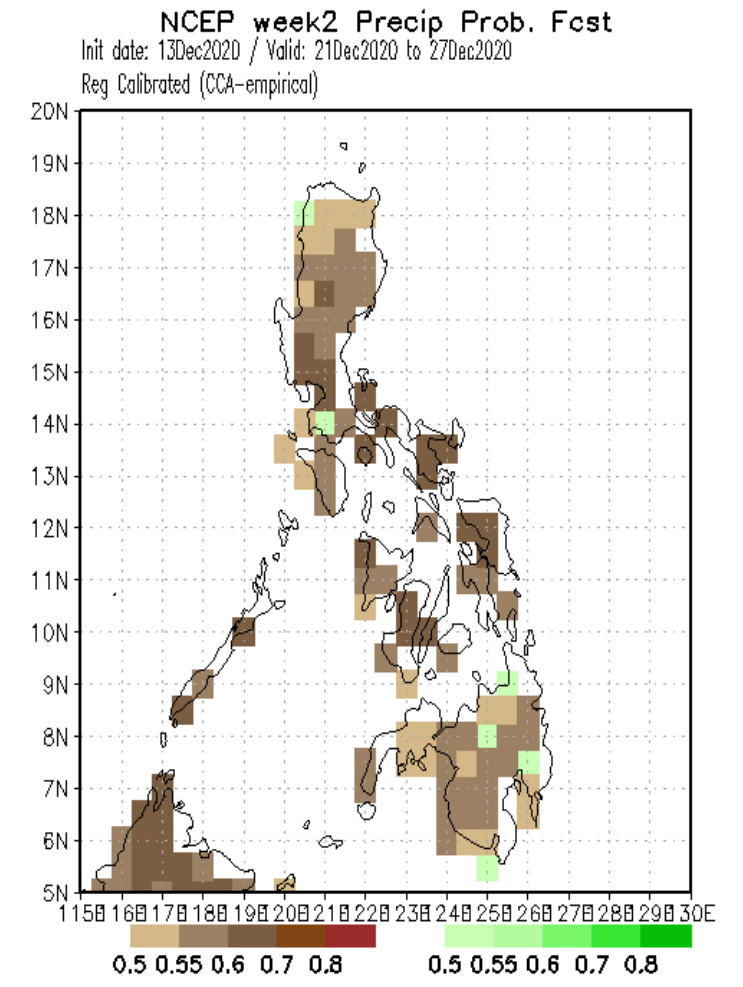 NCEP week2 Precip Prob. Fcst
Init date: 13Dec2020 / Valid: 21Dec2020 to 27Dec2020
Reg Calibrated (CCA-empirical)
20N
19N
18N
17N
16N
15N
14N
13N
12N
11N
10N
9N
8N
7N
6N
5N
115E 116E 117E 118E 119E 120E 121E 122E 123E 124E 125E 126E 127E 128E 129E 130E
0.5 0.55 0.6 0.7 0.8 0.5 0.55 0.6 0.7 0.8